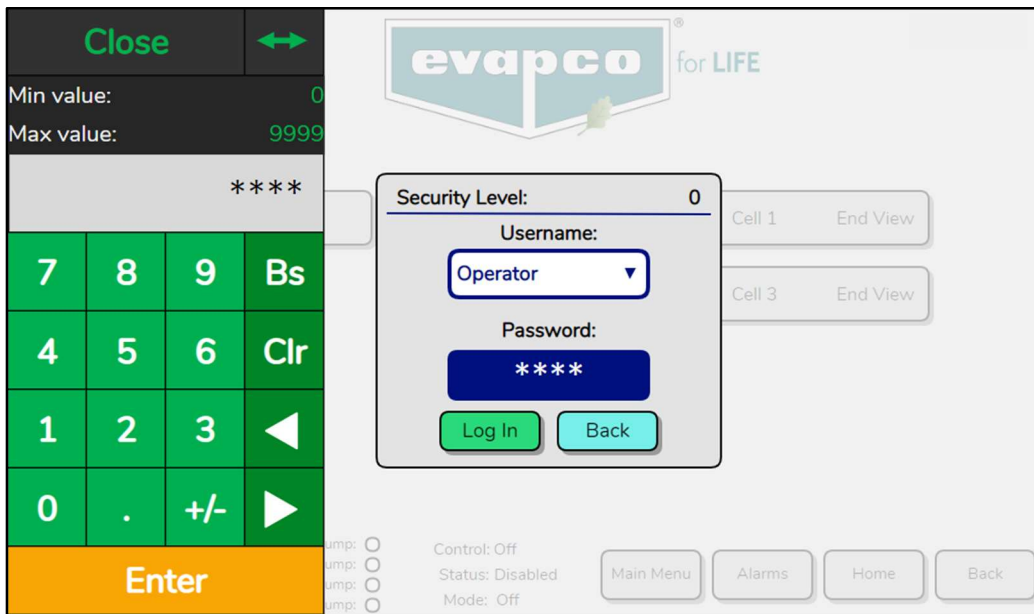 Close
Min value: 0
Max value: 9999
****
7 8 9 Bs
4 5 6 Clr
1 2 3
0 . +/-
Enter
evapco ® for LIFE
Security Level: 0
Username:
Operator
Password:
****
Log In Back
Cell 1 End View
Cell 3 End View
ump:
ump:
ump:
ump:
Control: Off
Status: Disabled
Mode: Off
Main Menu Alarms Home Back